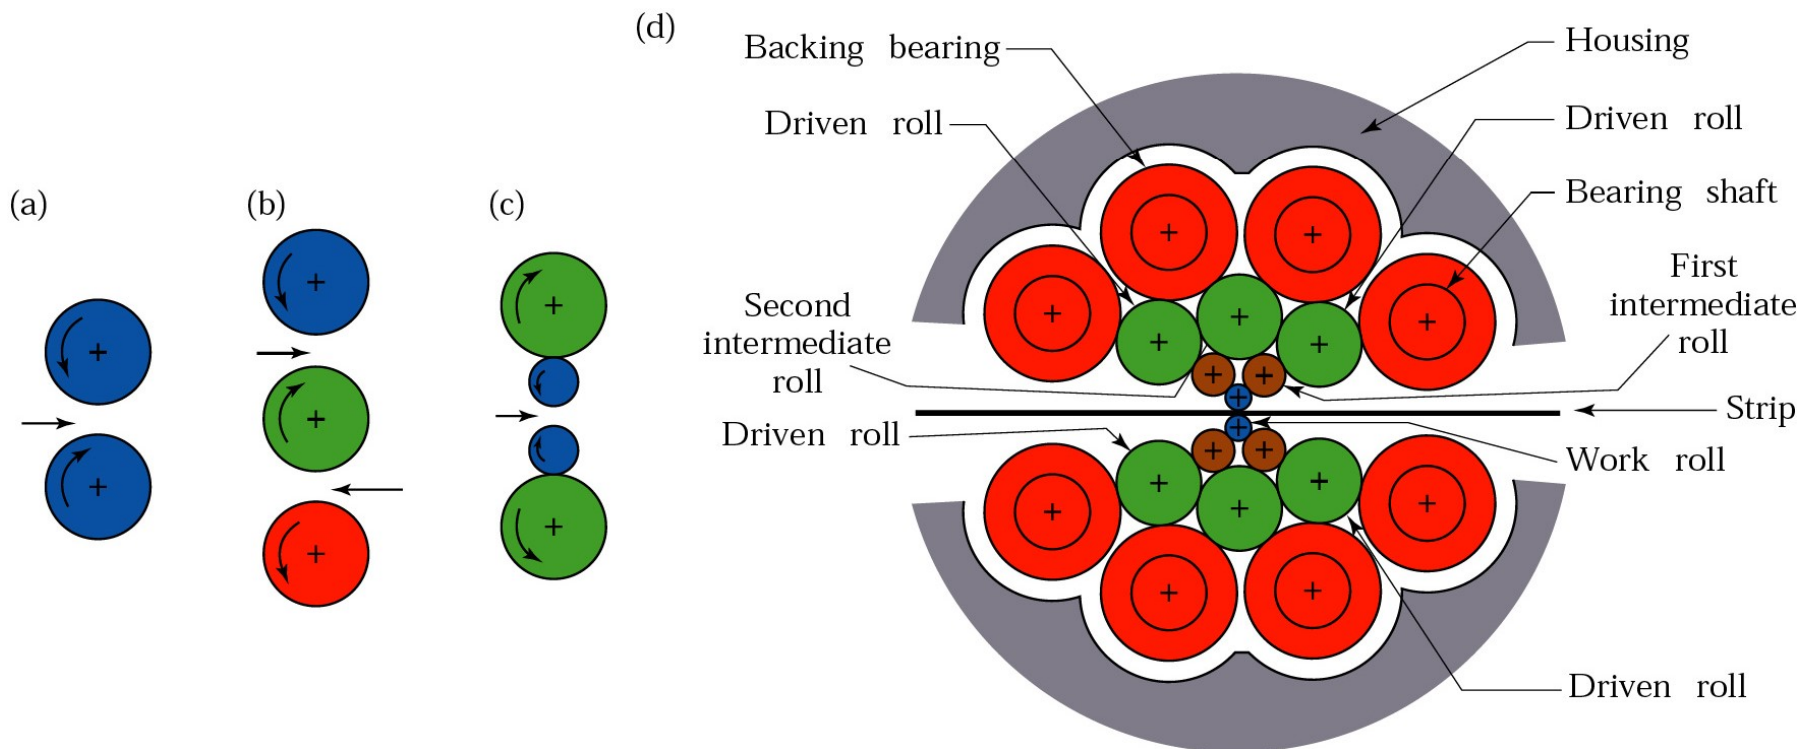 (a)
(b)
(c)
(d)
Backing bearing
Driven roll
Second
intermediate
roll
Driven roll
Housing
Driven roll
Bearing shaft
First
intermediate
roll
Strip
Work roll
Driven roll